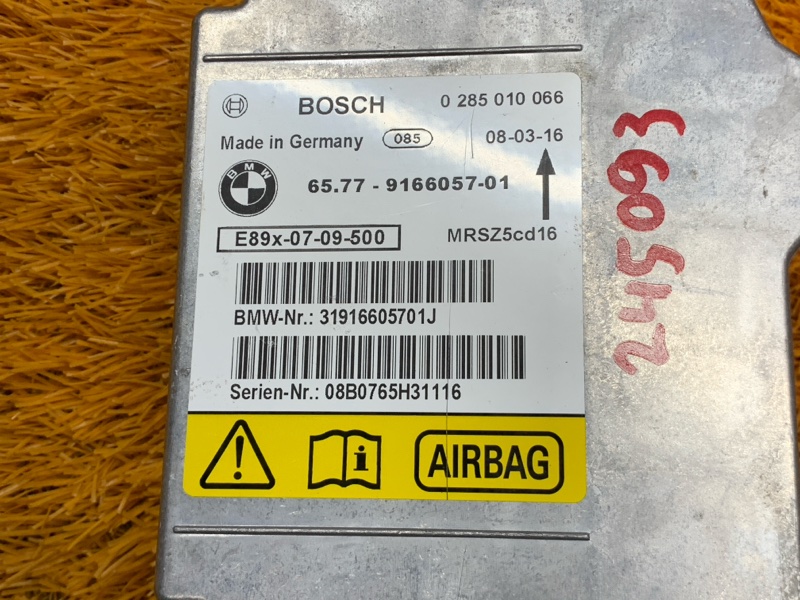 BOSCH 0 285 010 066
Made in Germany 085 08-03-16
BMW 65.77 - 9166057-01
E89x-07-09-500 MRSZ5cd16
BMW-Nr.: 31916605701J
Serien-Nr.: 08B0765H31116
AIRBAG
245093